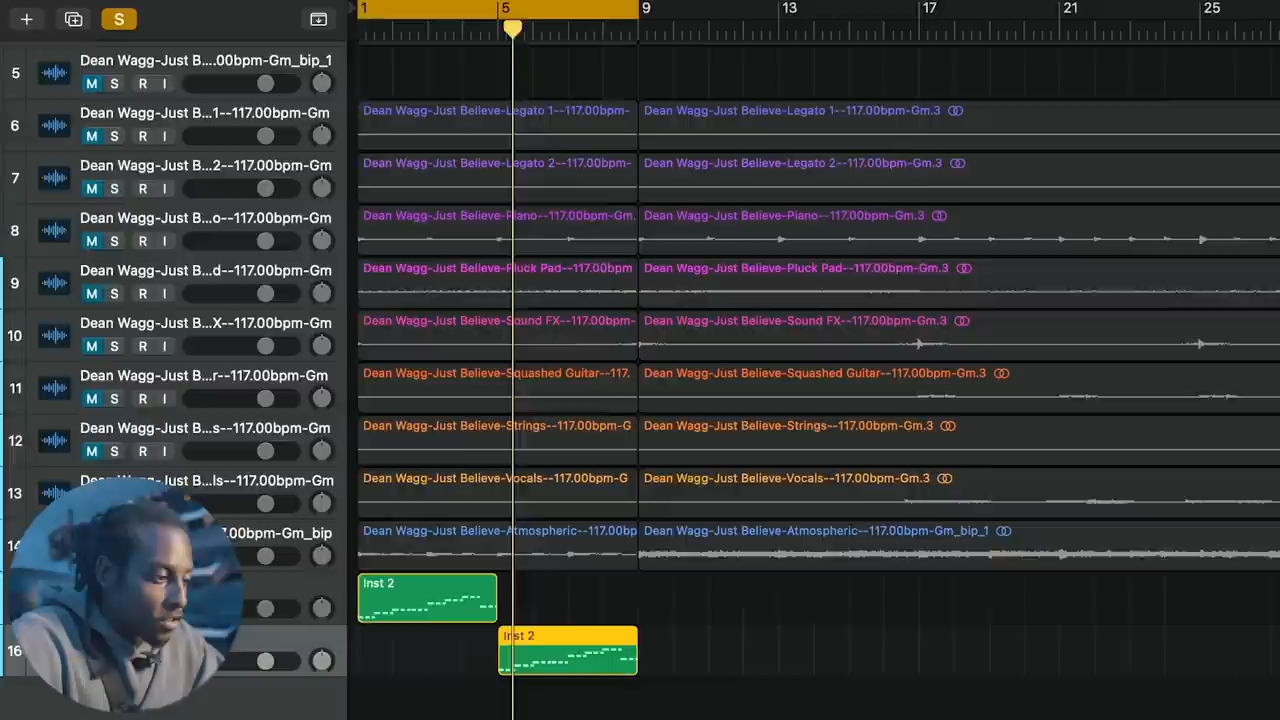 S
1 5 9 13 17 21 25
5 Dean Wagg-Just B....00bpm-Gm_bip_1
M S R I
6 Dean Wagg-Just B...1--117.00bpm-Gm
M S R I
Dean Wagg-Just Believe-Legato 1--117.00bpm-
Dean Wagg-Just Believe-Legato 1--117.00bpm-Gm.3
7 Dean Wagg-Just B...2--117.00bpm-Gm
M S R I
Dean Wagg-Just Believe-Legato 2--117.00bpm-
Dean Wagg-Just Believe-Legato 2--117.00bpm-Gm.3
8 Dean Wagg-Just B...o--117.00bpm-Gm
M S R I
Dean Wagg-Just Believe-Piano--117.00bpm-Gm.
Dean Wagg-Just Believe-Piano--117.00bpm-Gm.3
9 Dean Wagg-Just B...d--117.00bpm-Gm
M S R I
Dean Wagg-Just Believe-Pluck Pad--117.00bpm
Dean Wagg-Just Believe-Pluck Pad--117.00bpm-Gm.3
10 Dean Wagg-Just B...X--117.00bpm-Gm
M S R I
Dean Wagg-Just Believe-Sound FX--117.00bpm-
Dean Wagg-Just Believe-Sound FX--117.00bpm-Gm.3
11 Dean Wagg-Just B...r--117.00bpm-Gm
M S R I
Dean Wagg-Just Believe-Squashed Guitar--117.
Dean Wagg-Just Believe-Squashed Guitar--117.00bpm-Gm.3
12 Dean Wagg-Just B...s--117.00bpm-Gm
M S R I
Dean Wagg-Just Believe-Strings--117.00bpm-G
Dean Wagg-Just Believe-Strings--117.00bpm-Gm.3
13 Dean Wagg-Just B...ls--117.00bpm-Gm
Dean Wagg-Just Believe-Vocals--117.00bpm-G
Dean Wagg-Just Believe-Vocals--117.00bpm-Gm.3
14 7.00bpm-Gm_bip
Dean Wagg-Just Believe-Atmospheric--117.00bp
Dean Wagg-Just Believe-Atmospheric--117.00bpm-Gm_bip_1
Inst 2
16
Inst 2